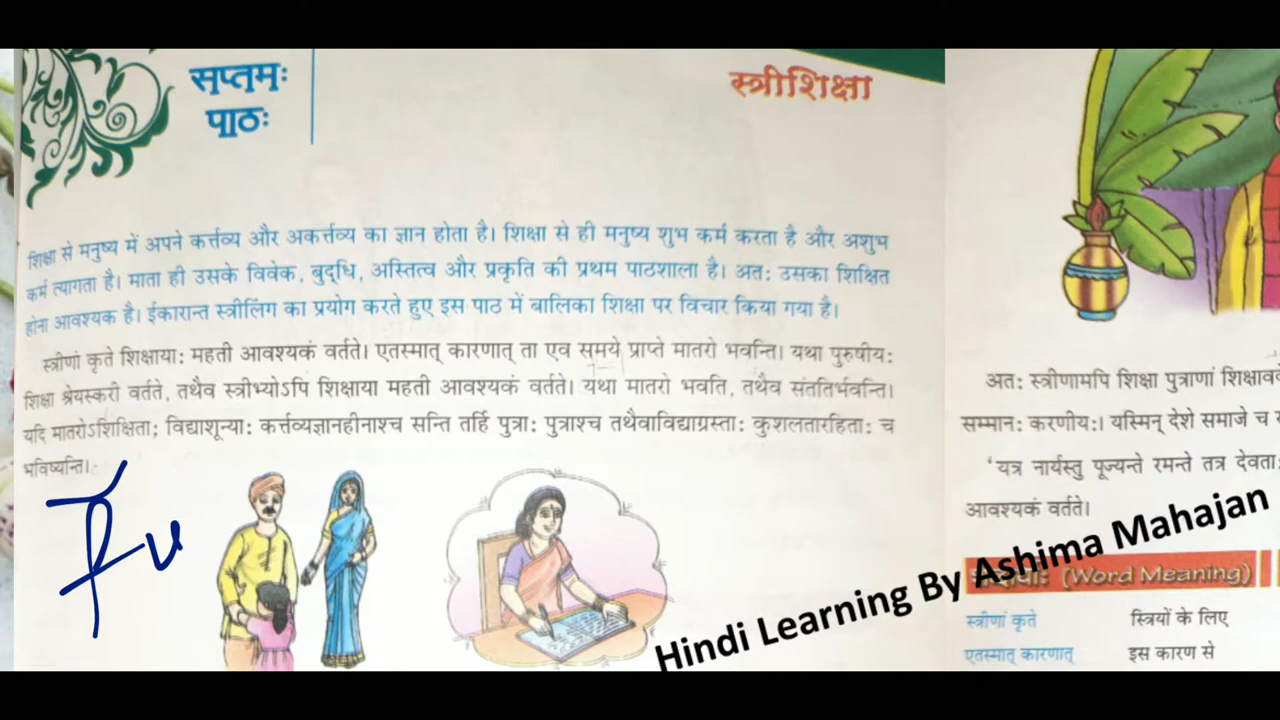 सप्तमः
पाठः
स्त्रीशिक्षा
शिक्षा से मनुष्य में अपने कर्त्तव्य और अकर्त्तव्य का ज्ञान होता है। शिक्षा से ही मनुष्य शुभ कर्म करता है और अशुभ
कर्म त्यागता है। माता ही उसके विवेक, बुद्धि, अस्तित्व और प्रकृति की प्रथम पाठशाला है। अतः उसका शिक्षित
होना आवश्यक है। ईकारान्त स्त्रीलिंग का प्रयोग करते हुए इस पाठ में बालिका शिक्षा पर विचार किया गया है।
स्त्रीणां कृते शिक्षायाः महती आवश्यकं वर्तते। एतस्मात् कारणात् ता एव समये प्राप्ते मातरो भवन्ति। यथा पुरुषीयः
शिक्षा श्रेयस्करी वर्तते, तथैव स्त्रीभ्योऽपि शिक्षाया महती आवश्यकं वर्तते। यथा मातरो भवति, तथैव संततिर्भवन्ति।
यदि मातरोऽशिक्षिता; विद्याशून्याः कर्त्तव्यज्ञानहीनाश्च सन्ति तर्हि पुत्राः पुत्राश्च तथैवाविद्याग्रस्ताः कुशलतारहिताः च
भविष्यन्ति।
अतः स्त्रीणामपि शिक्षा पुत्राणां
सम्मानः करणीयः। यस्मिन् देशे समाजे च
'यत्र नार्यस्तु पूज्यन्ते रमन्ते तत्र देवता
आवश्यकं वर्तते।
(Word Meaning)
स्त्रीणां कृते स्त्रियों के लिए
एतस्मात् कारणात् इस कारण से
Hindi Learning By Ashima Mahajan